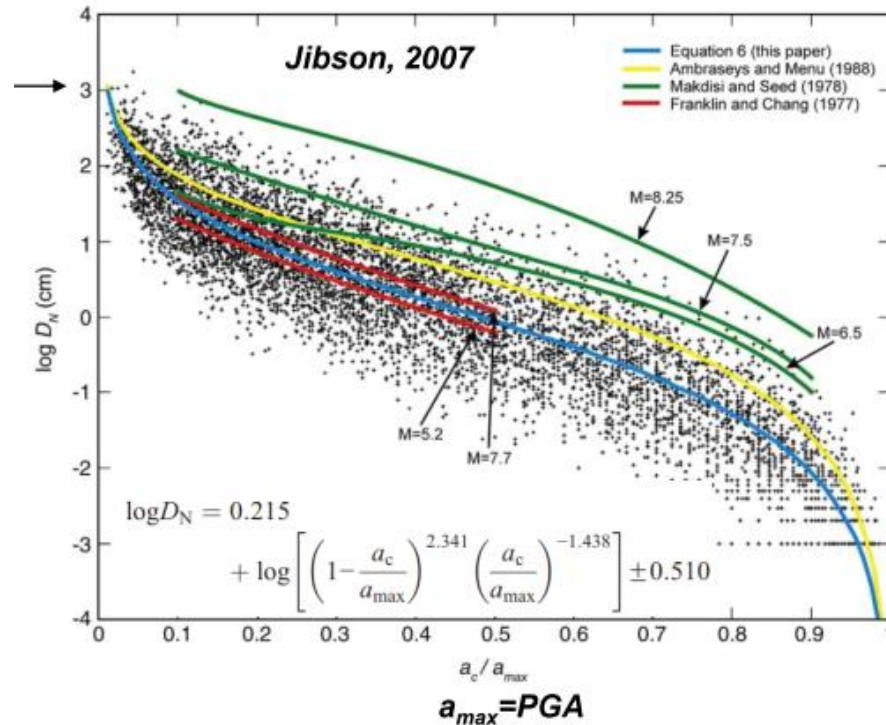 Jibson, 2007
Equation 6 (this paper)
Ambraseys and Menu (1988)
Makdisi and Seed (1978)
Franklin and Chang (1977)
4
3
2
1
0
-1
-2
-3
-4
log D_N (cm)
M=8.25
M=7.5
M=6.5
M=5.2
M=7.7
logD_N = 0.215
+ log[(1-a_c/a_max)^2.341 (a_c/a_max)^-1.438] ±0.510
0 0.1 0.2 0.3 0.4 0.5 0.6 0.7 0.8 0.9
a_c / a_max
a_max=PGA